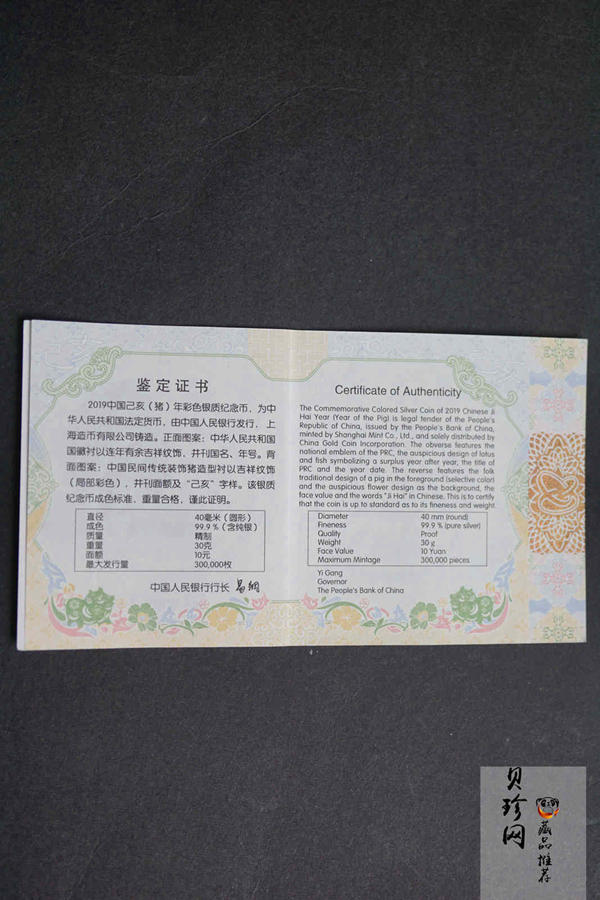 鉴定证书
2019中国己亥（猪）年彩色银质纪念币，为中
华人民共和国法定货币，由中国人民银行发行，上
海造币有限公司铸造。正面图案：中华人民共和国
国徽衬以连年有余吉祥纹饰，并刊国名、年号。背
面图案：中国民间传统装饰猪造型衬以吉祥纹饰
（局部彩色），并刊面额及“己亥”字样。该银质
纪念币成色标准，重量合格，谨此证明。
直径 40毫米（圆形）
成色 99.9％（含纯银）
质量 精制
重量 30克
面额 10元
最大发行量 300,000枚
中国人民银行行长 易纲
Certificate of Authenticity
The Commemorative Colored Silver Coin of 2019 Chinese Ji
Hai Year (Year of the Pig) is legal tender of the People's
Republic of China, issued by the People's Bank of China,
minted by Shanghai Mint Co., Ltd., and solely distributed by
China Gold Coin Incorporation. The obverse features the
national emblem of the PRC, the auspicious design of lotus
and fish symbolizing a surplus year after year, the title of
PRC and the year date. The reverse features the folk
traditional design of a pig in the foreground (selective color)
and the auspicious flower design as the background, the
face value and the words "Ji Hai" in Chinese. This is to certify
that the coin is up to standard as to its fineness and weight.
Diameter 40 mm (round)
Fineness 99.9 % (pure silver)
Quality Proof
Weight 30 g
Face Value 10 Yuan
Maximum Mintage 300,000 pieces
Yi Gang
Governor
The People's Bank of China
贝珍网
藏品推荐